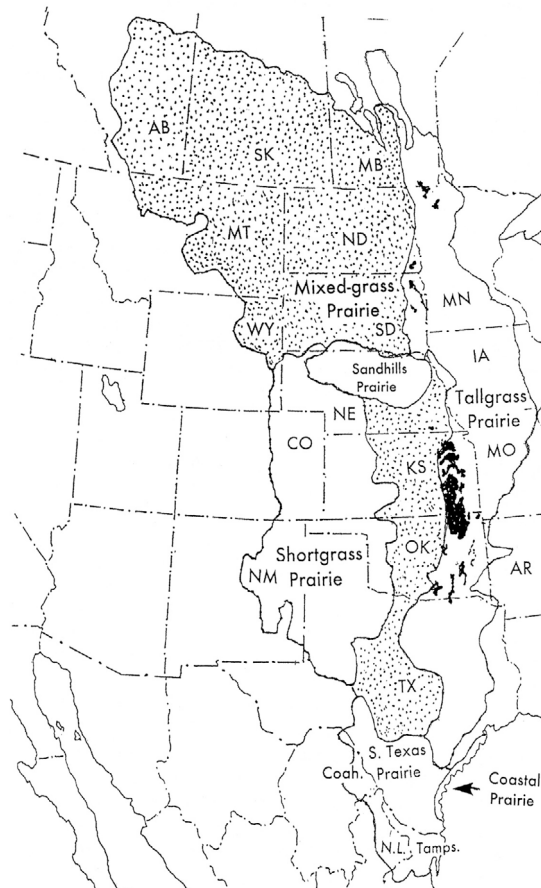 AB
SK
MB
MT
ND
Mixed-grass
Prairie
MN
WY
SD
IA
Sandhills
Prairie
Tallgrass
Prairie
NE
CO
MO
KS
OK
Shortgrass
Prairie
NM
AR
TX
S. Texas
Prairie
Coah.
Coastal
Prairie
N.L.
Tamps.